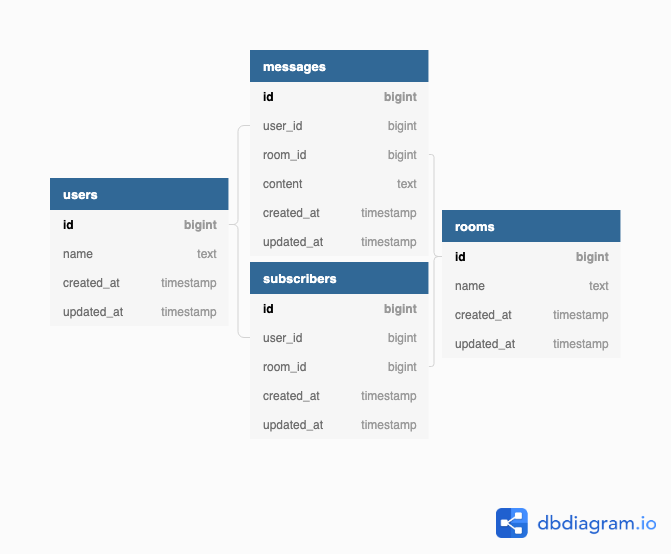 messages
id bigint
user_id bigint
room_id bigint
content text
created_at timestamp
updated_at timestamp
users
id bigint
name text
created_at timestamp
updated_at timestamp
subscribers
id bigint
user_id bigint
room_id bigint
created_at timestamp
updated_at timestamp
rooms
id bigint
name text
created_at timestamp
updated_at timestamp
dbdiagram.io